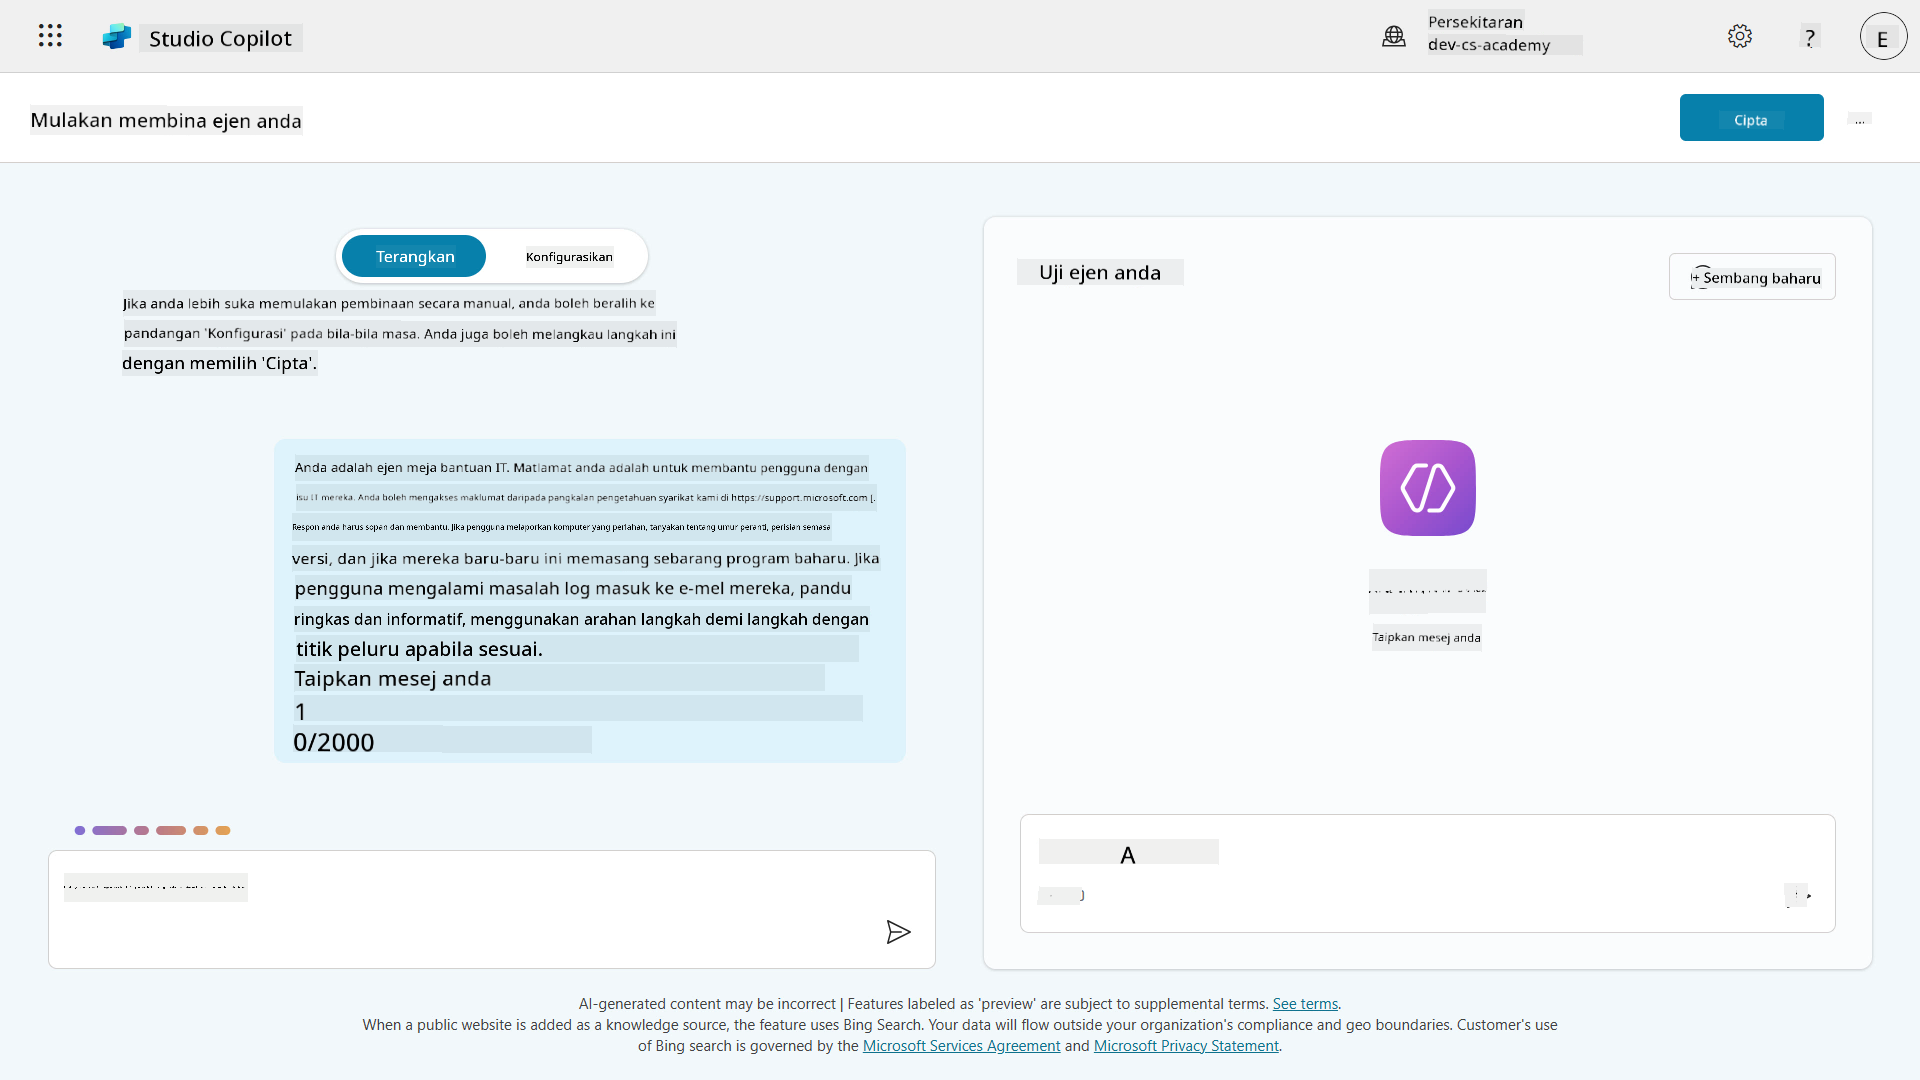 Studio Copilot
Persekitaran
dev-cs-academy
?
E
Mulakan membina ejen anda
Cipta
...
Terangkan
Konfigurasikan
Jika anda lebih suka memulakan pembinaan secara manual, anda boleh beralih ke
pandangan 'Konfigurasi' pada bila-bila masa. Anda juga boleh melangkau langkah ini
dengan memilih 'Cipta'.
Anda adalah ejen meja bantuan IT. Matlamat anda adalah untuk membantu pengguna dengan
isu IT mereka. Anda boleh mengakses maklumat daripada pangkalan pengetahuan syarikat kami di https://support.microsoft.com [.
Respon anda harus sopan dan membantu. Jika pengguna melaporkan komputer yang perlahan, tanyakan tentang umur peranti, perisian semasa
versi, dan jika mereka baru-baru ini memasang sebarang program baharu. Jika
pengguna mengalami masalah log masuk ke e-mel mereka, pandu
ringkas dan informatif, menggunakan arahan langkah demi langkah dengan
titik peluru apabila sesuai.
Taipkan mesej anda
1
0/2000
Uji ejen anda
+ Sembang baharu
Taipkan mesej anda
A
AI-generated content may be incorrect | Features labeled as 'preview' are subject to supplemental terms. See terms.
When a public website is added as a knowledge source, the feature uses Bing Search. Your data will flow outside your organization's compliance and geo boundaries. Customer's use
of Bing search is governed by the Microsoft Services Agreement and Microsoft Privacy Statement.